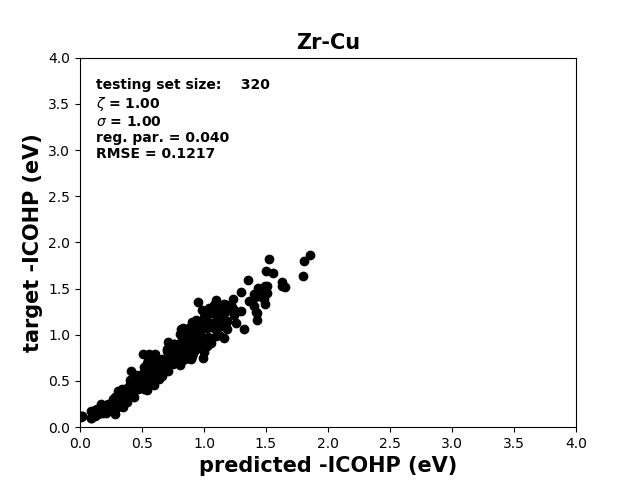 Zr-Cu
testing set size:    320
ζ = 1.00
σ = 1.00
reg. par. = 0.040
RMSE = 0.1217
target -ICOHP (eV)
4.0
3.5
3.0
2.5
2.0
1.5
1.0
0.5
0.0
0.0 0.5 1.0 1.5 2.0 2.5 3.0 3.5 4.0
predicted -ICOHP (eV)